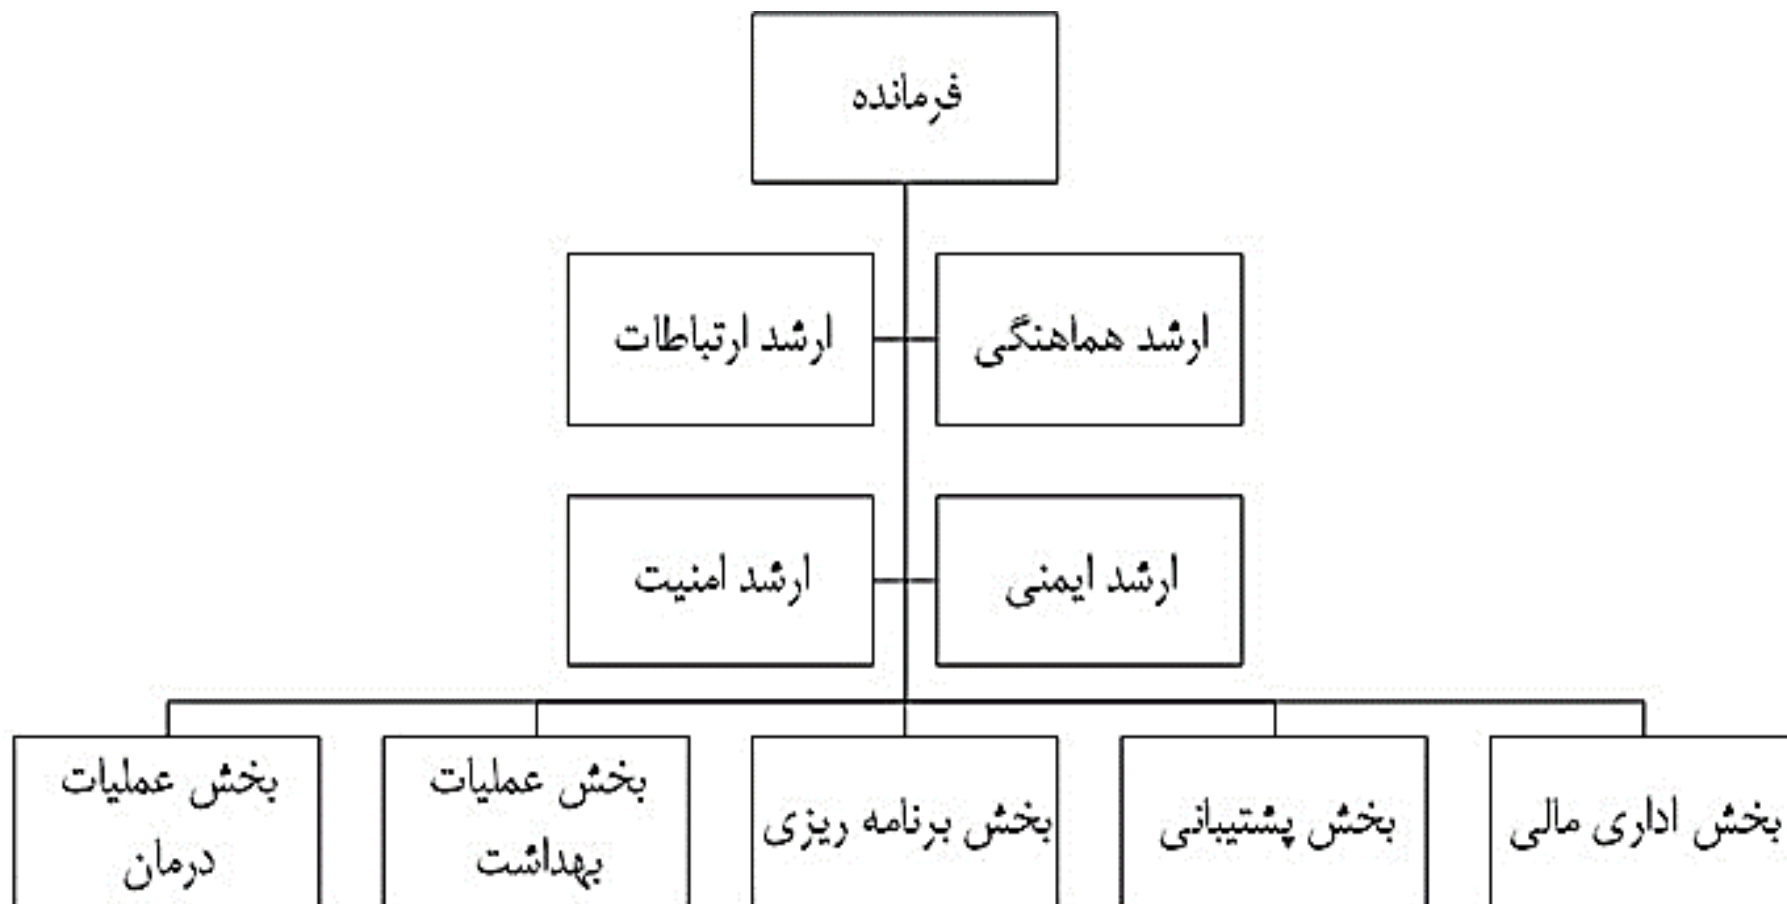 فرمانده
ارشد هماهنگی
ارشد ارتباطات
ارشد ایمنی
ارشد امنیت
بخش اداری مالی
بخش پشتیبانی
بخش برنامه ریزی
بخش عملیات
بهداشت
بخش عملیات
درمان